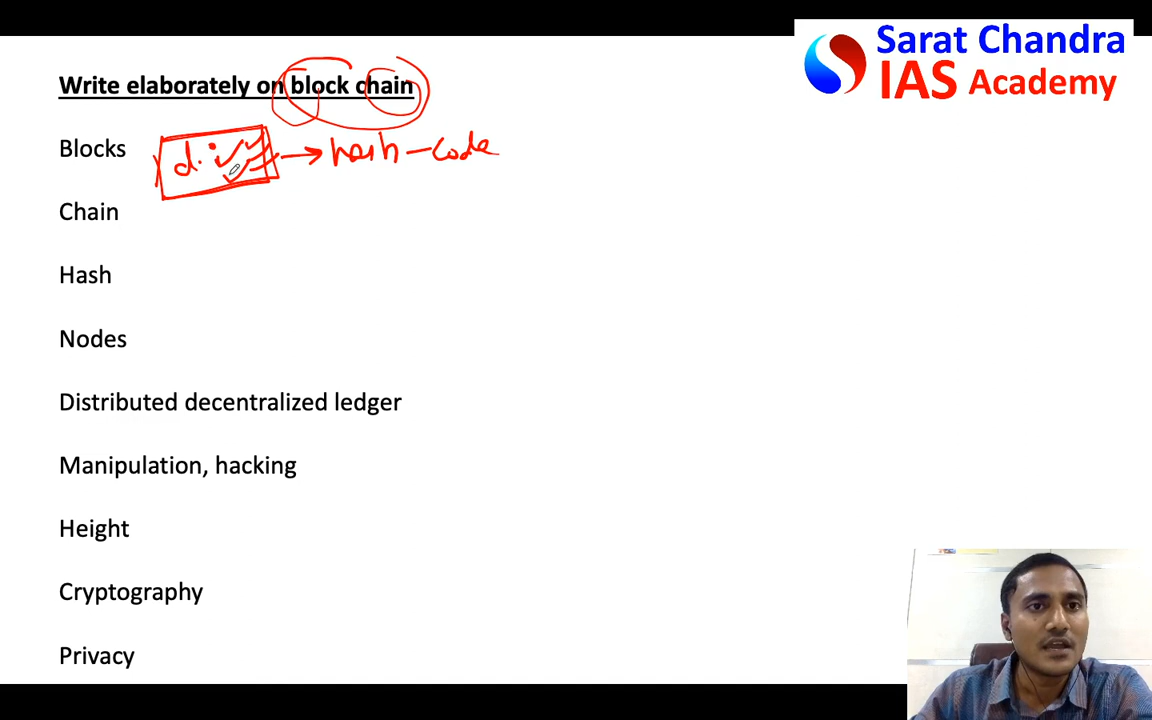 Sarat Chandra
IAS Academy
Write elaborately on block chain
Blocks d. → hash-code
Chain
Hash
Nodes
Distributed decentralized ledger
Manipulation, hacking
Height
Cryptography
Privacy